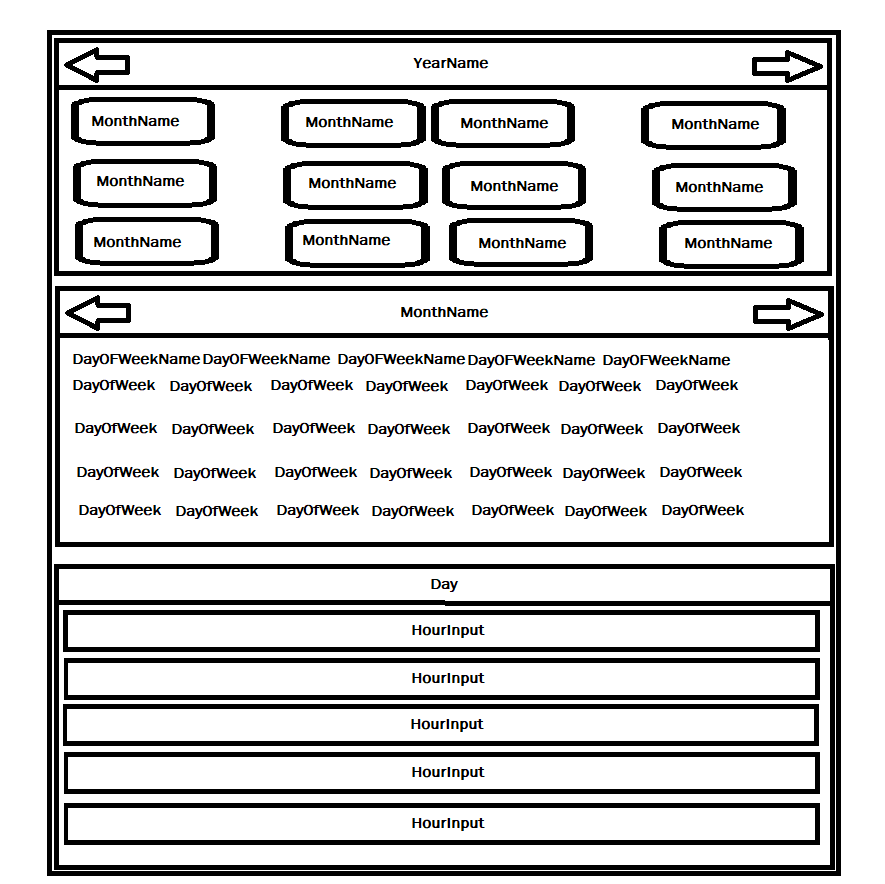 YearName
MonthName MonthName MonthName MonthName
MonthName MonthName MonthName MonthName
MonthName MonthName MonthName MonthName
MonthName
DayOFWeekName DayOFWeekName DayOFWeekName DayOFWeekName DayOFWeekName
DayOfWeek DayOfWeek DayOfWeek DayOfWeek DayOfWeek DayOfWeek DayOfWeek
DayOfWeek DayOfWeek DayOfWeek DayOfWeek DayOfWeek DayOfWeek DayOfWeek
DayOfWeek DayOfWeek DayOfWeek DayOfWeek DayOfWeek DayOfWeek DayOfWeek
DayOfWeek DayOfWeek DayOfWeek DayOfWeek DayOfWeek DayOfWeek DayOfWeek
Day
HourInput
HourInput
HourInput
HourInput
HourInput